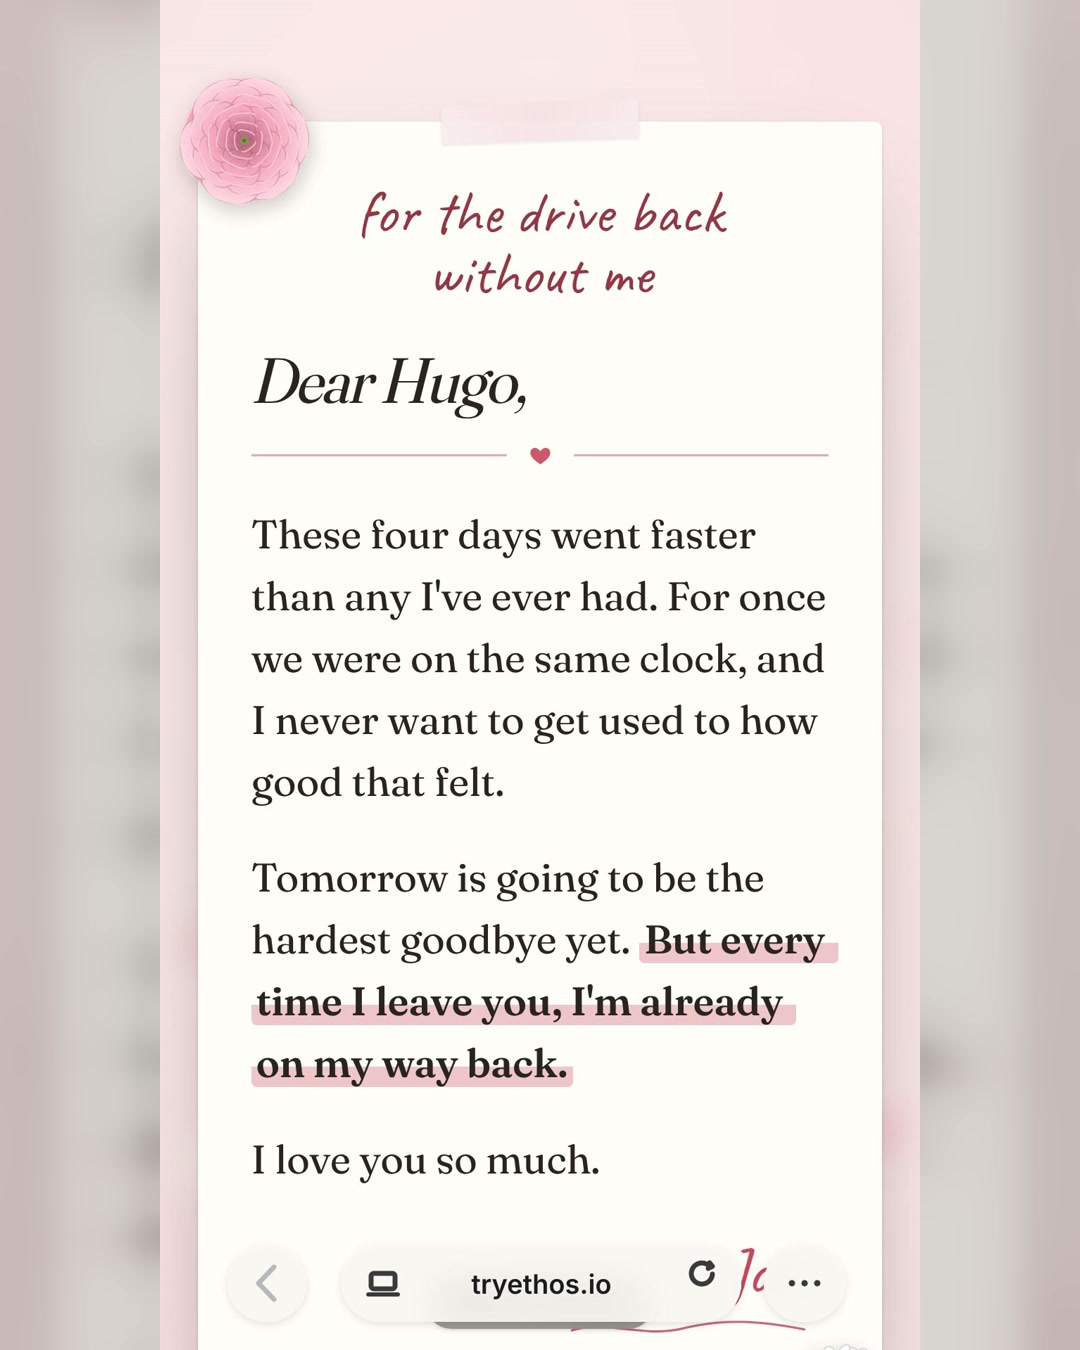 for the drive back
without me
Dear Hugo,
These four days went faster
than any I've ever had. For once
we were on the same clock, and
I never want to get used to how
good that felt.
Tomorrow is going to be the
hardest goodbye yet. But every
time I leave you, I'm already
on my way back.
I love you so much.
tryethos.io